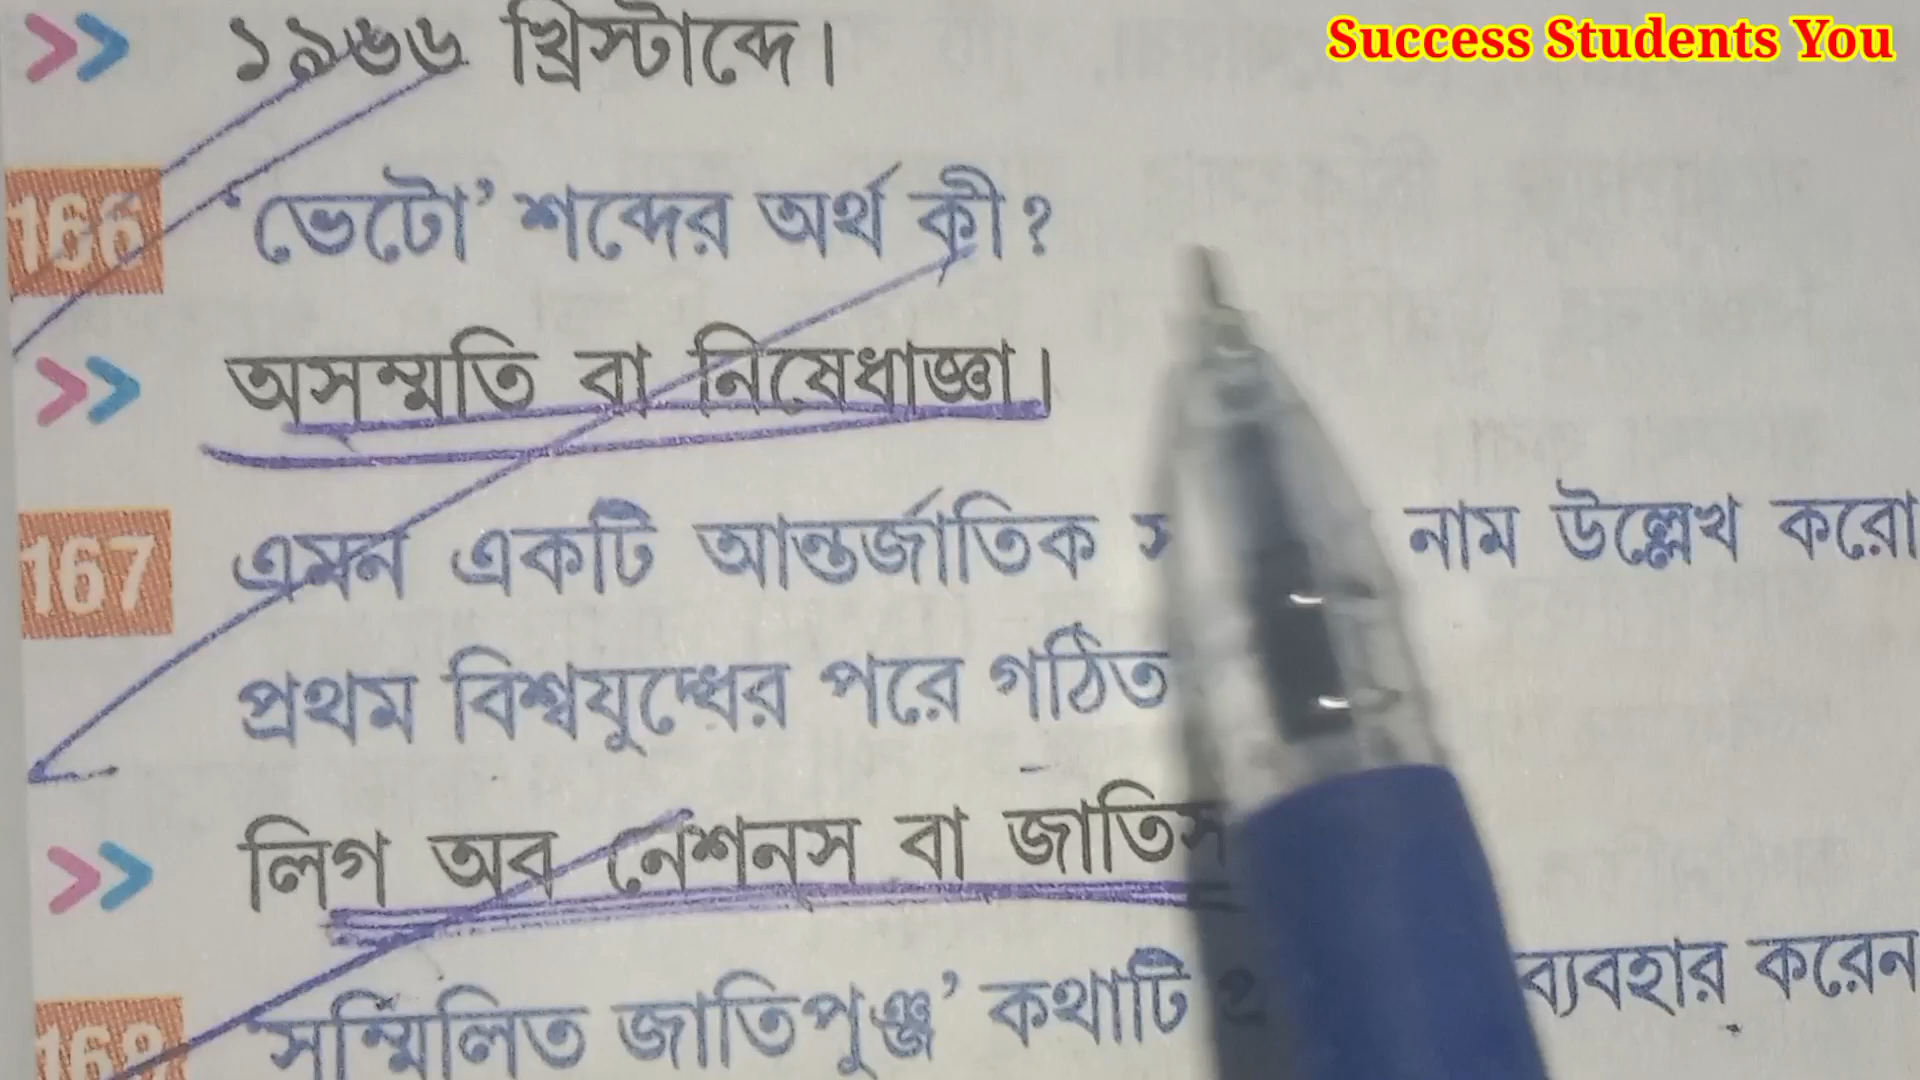 ১৯৬৬ খ্রিস্টাব্দে।
Success Students You
166 ‘ভেটো’ শব্দের অর্থ কী?
অসম্মতি বা নিষেধাজ্ঞা।
167 এমন একটি আন্তর্জাতিক নাম উল্লেখ করো
প্রথম বিশ্বযুদ্ধের পরে গঠিত
লিগ অব নেশনস বা
168 সম্মিলিত জাতিপুঞ্জ’ কথাটি ব্যবহার করেন